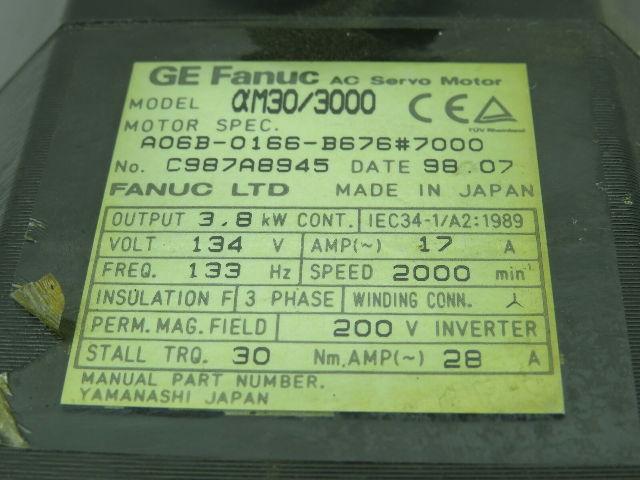 GE Fanuc AC Servo Motor
MODEL αM30/3000 CE
TÜV Rheinland
MOTOR SPEC.
A06B-0166-B676#7000
No. C987A8945 DATE 98.07
FANUC LTD MADE IN JAPAN
OUTPUT 3.8 kW CONT. IEC34-1/A2:1989
VOLT 134 V AMP(~) 17 A
FREQ. 133 Hz SPEED 2000 min⁻¹
INSULATION F 3 PHASE WINDING CONN. ⅄
PERM. MAG. FIELD 200 V INVERTER
STALL TRQ. 30 Nm, AMP(~) 28 A
MANUAL PART NUMBER.
YAMANASHI JAPAN